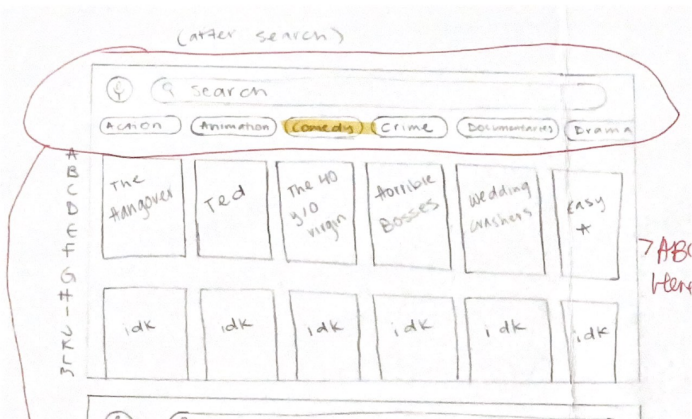 (after search)
search
Action Animation Comedy Crime Documentaries Drama
A
B
C
D
E
F
G
H
I
J
K
L
M
The Hangover
Ted
The 40 y/o virgin
Horrible Bosses
wedding crashers
Easy A
idk idk idk idk idk idk
Here